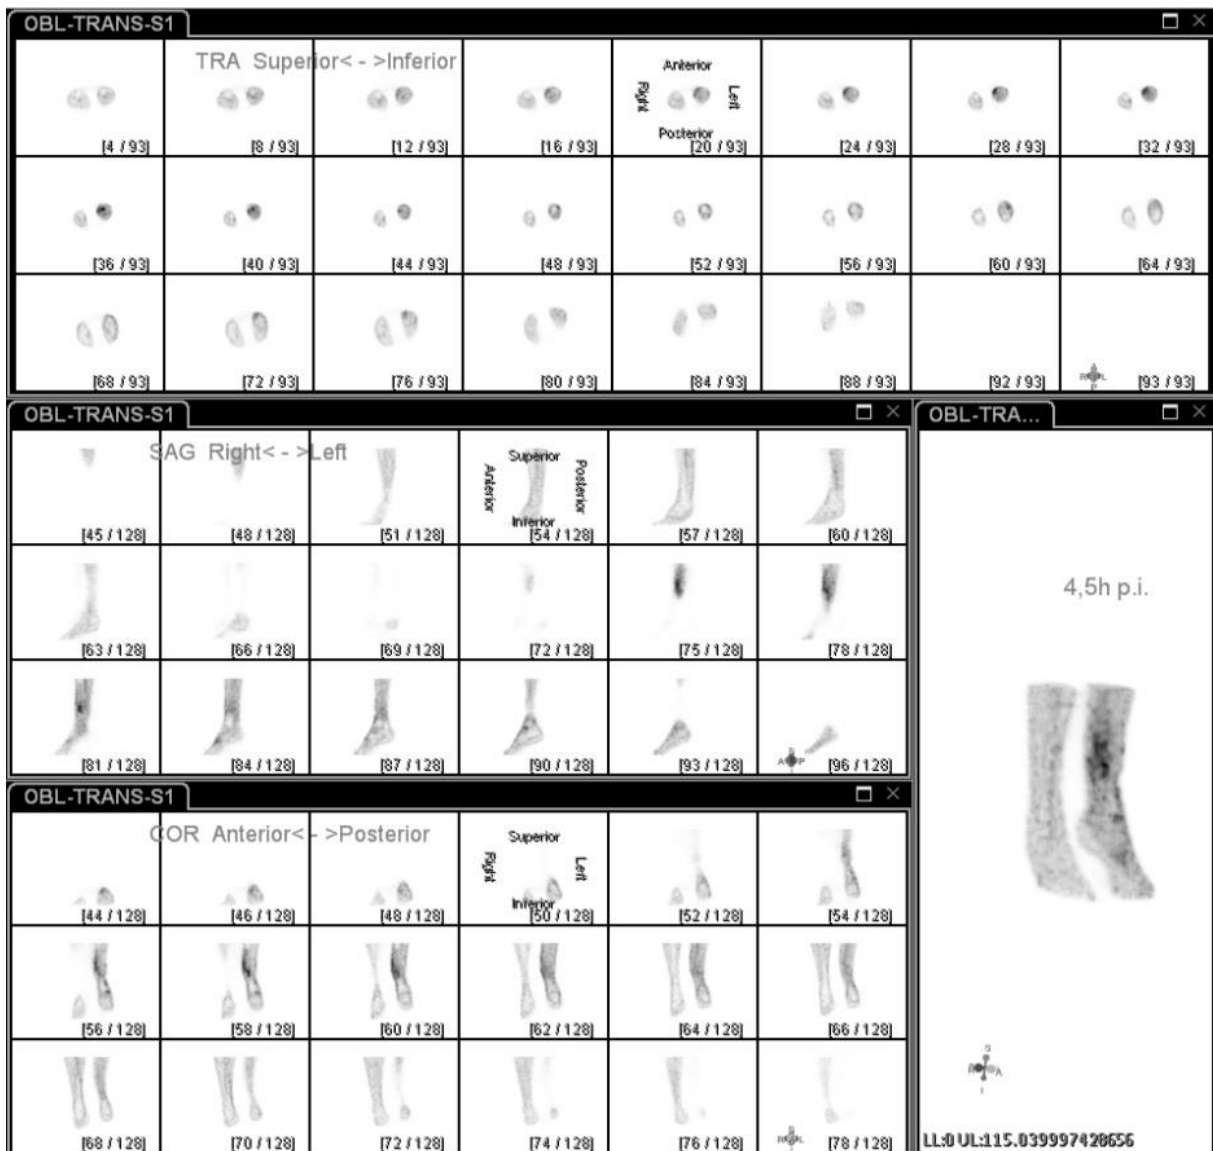 OBL-TRANS-S1
TRA Superior< - >Inferior
Anterior
Right
Left
Posterior
[4 / 93] [8 / 93] [12 / 93] [16 / 93] [20 / 93] [24 / 93] [28 / 93] [32 / 93]
[36 / 93] [40 / 93] [44 / 93] [48 / 93] [52 / 93] [56 / 93] [60 / 93] [64 / 93]
[68 / 93] [72 / 93] [76 / 93] [80 / 93] [84 / 93] [88 / 93] [92 / 93] [93 / 93]
OBL-TRANS-S1
SAG Right< - >Left
Superior
Anterior
Posterior
Inferior
[45 / 128] [48 / 128] [51 / 128] [54 / 128] [57 / 128] [60 / 128]
[63 / 128] [66 / 128] [69 / 128] [72 / 128] [75 / 128] [78 / 128]
[81 / 128] [84 / 128] [87 / 128] [90 / 128] [93 / 128] [96 / 128]
OBL-TRANS-S1
COR Anterior< - >Posterior
Superior
Right
Left
Inferior
[44 / 128] [46 / 128] [48 / 128] [50 / 128] [52 / 128] [54 / 128]
[56 / 128] [58 / 128] [60 / 128] [62 / 128] [64 / 128] [66 / 128]
[68 / 128] [70 / 128] [72 / 128] [74 / 128] [76 / 128] [78 / 128]
OBL-TRA...
4,5h p.i.
LL:0 UL:115.039997428656